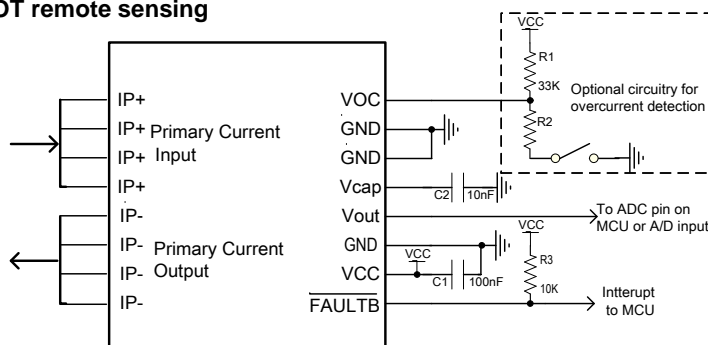 OT remote sensing
VCC
R1
33K
Optional circuitry for
overcurrent detection
R2
IP+
IP+
IP+
IP+
Primary Current
Input
IP-
IP-
IP-
IP-
Primary Current
Output
VOC
GND
GND
Vcap
Vout
GND
VCC
FAULTB
C2
10nF
To ADC pin on
MCU or A/D input
VCC
C1
100nF
VCC
R3
10K
Intterupt
to MCU